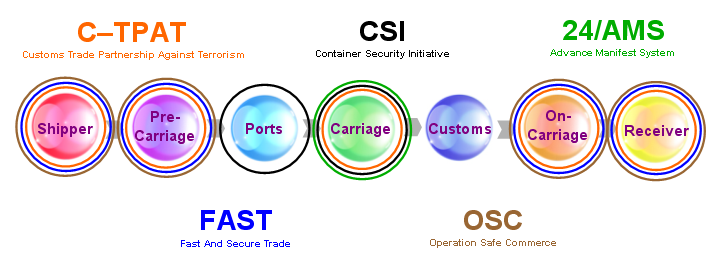 C–TPAT
Customs Trade Partnership Against Terrorism
CSI
Container Security Initiative
24/AMS
Advance Manifest System
Shipper
Pre-
Carriage
Ports
Carriage
Customs
On-
Carriage
Receiver
FAST
Fast And Secure Trade
OSC
Operation Safe Commerce